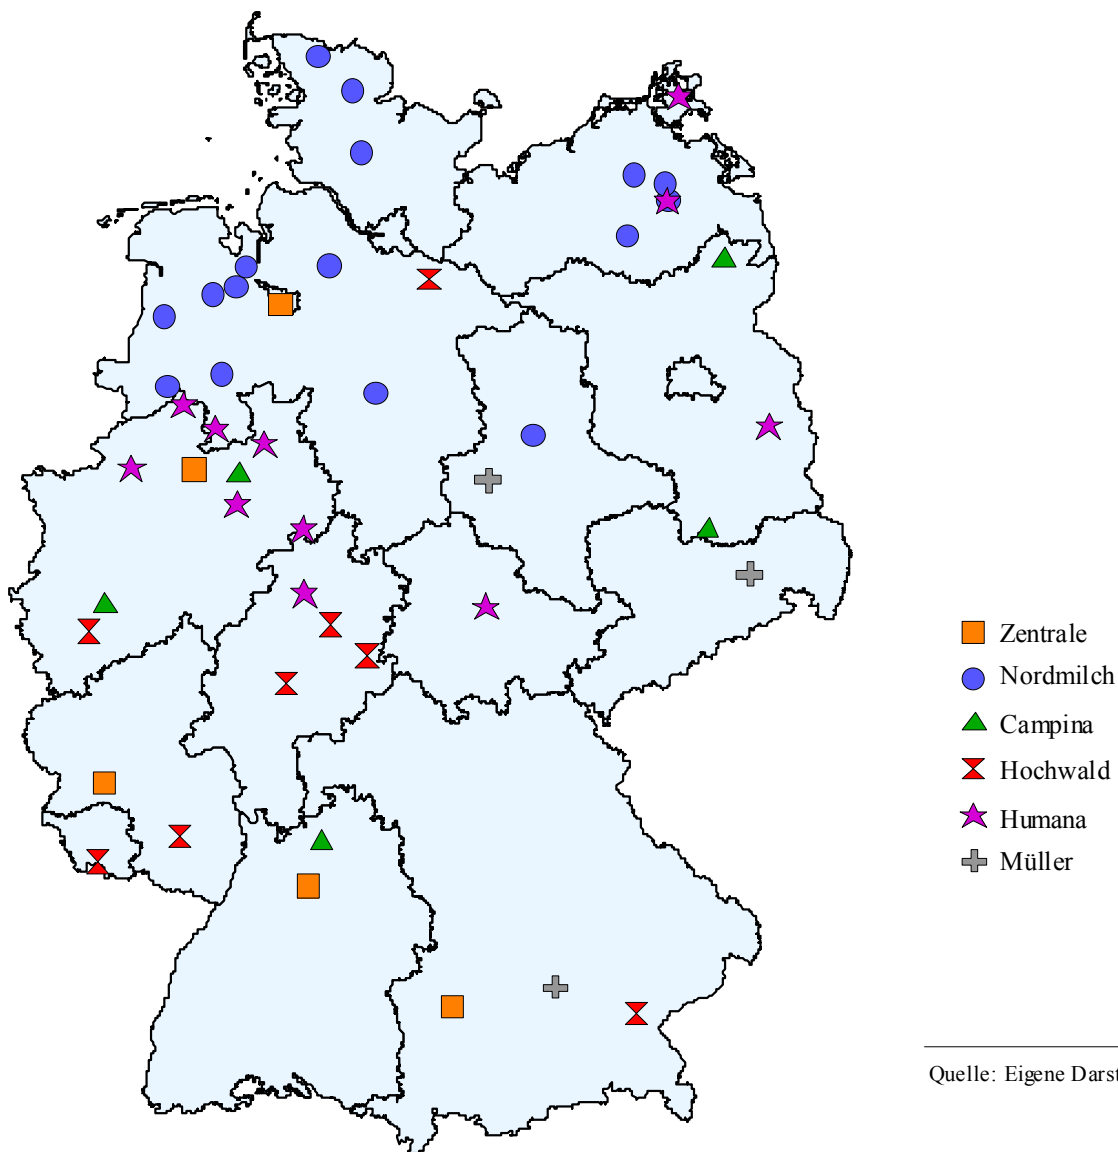 Zentrale
Nordmilch
Campina
Hochwald
Humana
Müller
Quelle: Eigene Darst